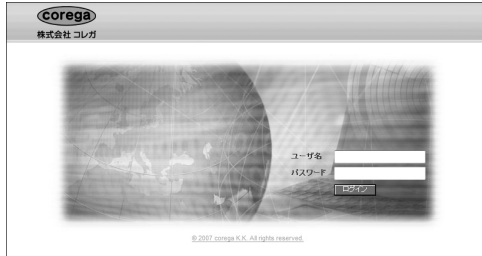 corega
株式会社 コレガ
ユーザ名
パスワード
ログイン
© 2007 corega K.K. All rights reserved.